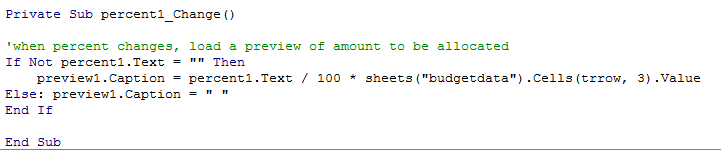 Private Sub percent1_Change()
'when percent changes, load a preview of amount to be allocated
If Not percent1.Text = "" Then
preview1.Caption = percent1.Text / 100 * sheets("budgetdata").Cells(trrow, 3).Value
Else: preview1.Caption = " "
End If
End Sub